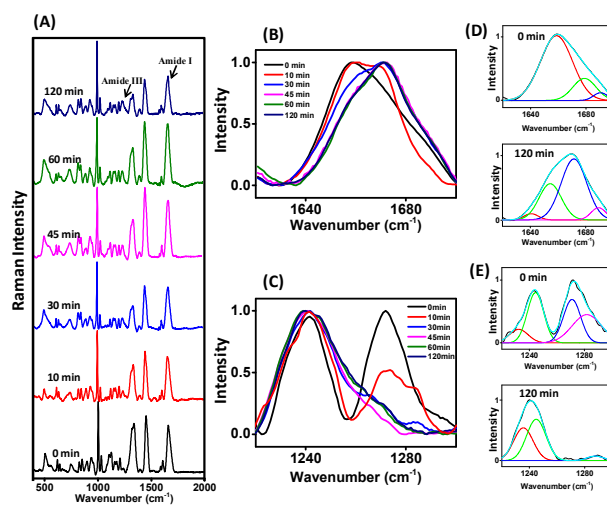 (A)
Amide I
Amide III
120 min
60 min
45 min
30 min
10 min
0 min
Raman Intensity
500 1000 1500 2000
Wavenumber (cm-1)
(B)
0 min
10 min
30 min
45 min
60 min
120 min
1.0
0.5
0.0
Intensity
1640 1680
Wavenumber (cm-1)
(C)
0min
10min
30min
45min
60min
120min
1.0
0.5
0.0
Intensity
1240 1280
Wavenumber (cm-1)
(D)
0 min
1
0
1640 1680
Wavenumber (cm-1)
120 min
1
0
1640 1680
Wavenumber (cm-1)
Intensity
(E)
0 min
1
0
1240 1280
Wavenumber (cm-1)
120 min
1
0
1240 1280
Wavenumber (cm-1)
Intensity